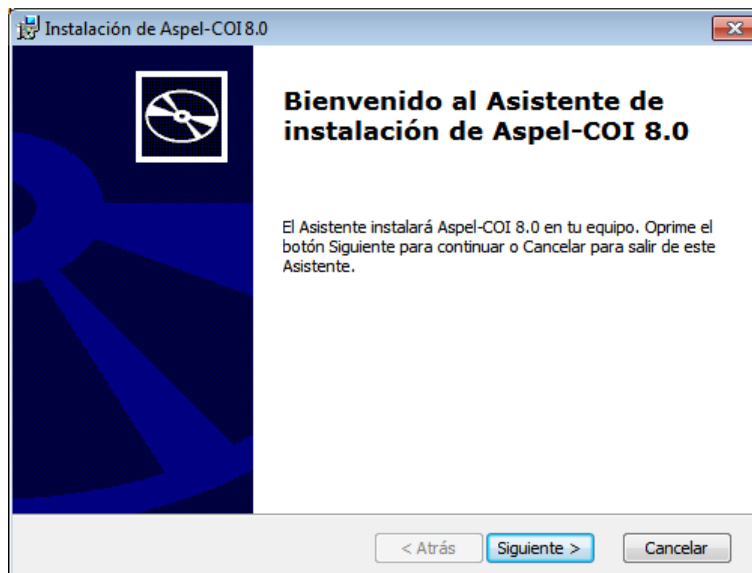 Instalación de Aspel-COI 8.0
Bienvenido al Asistente de
instalación de Aspel-COI 8.0
El Asistente instalará Aspel-COI 8.0 en tu equipo. Oprime el
botón Siguiente para continuar o Cancelar para salir de este
Asistente.
< Atrás Siguiente > Cancelar